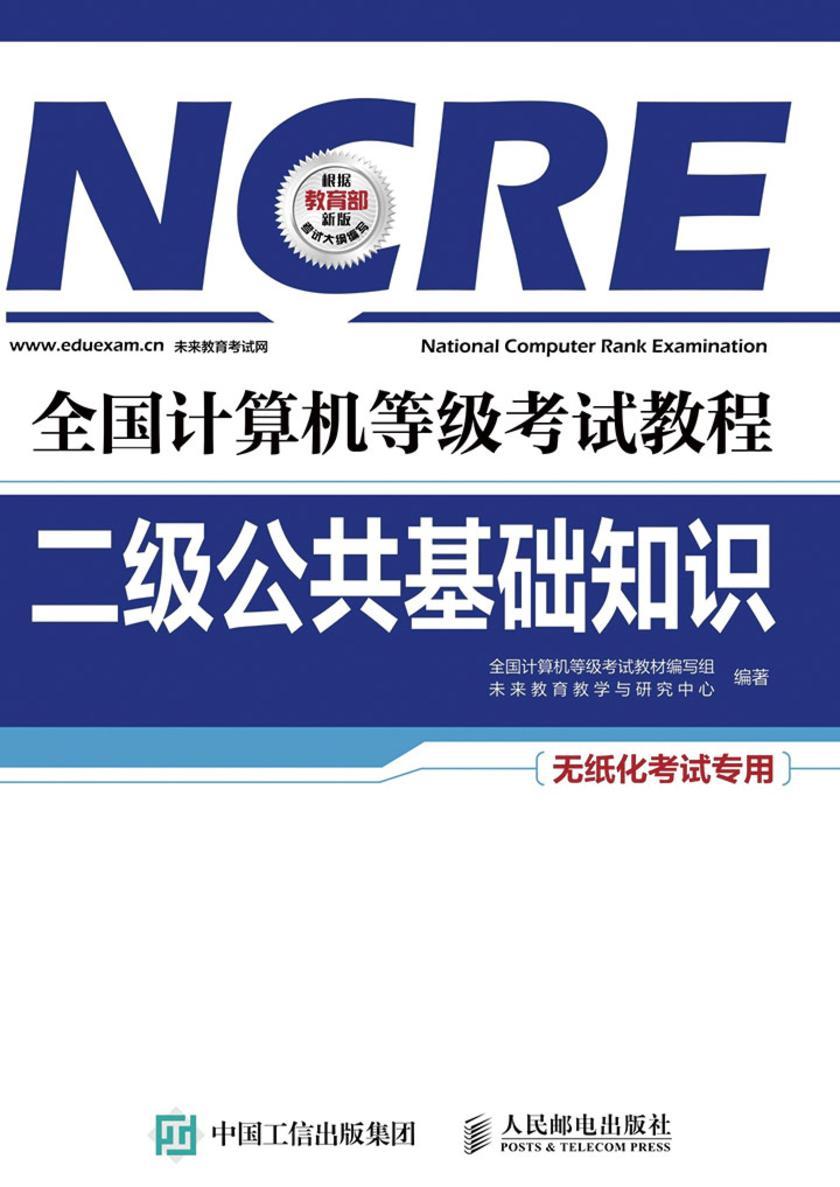 NCRE
根据
教育部
新版
考试大纲编写
www.eduexam.cn 未来教育考试网
National Computer Rank Examination
全国计算机等级考试教程
二级公共基础知识
全国计算机等级考试教材编写组
未来教育教学与研究中心
编著
无纸化考试专用
中国工信出版集团
人民邮电出版社
POSTS & TELECOM PRESS